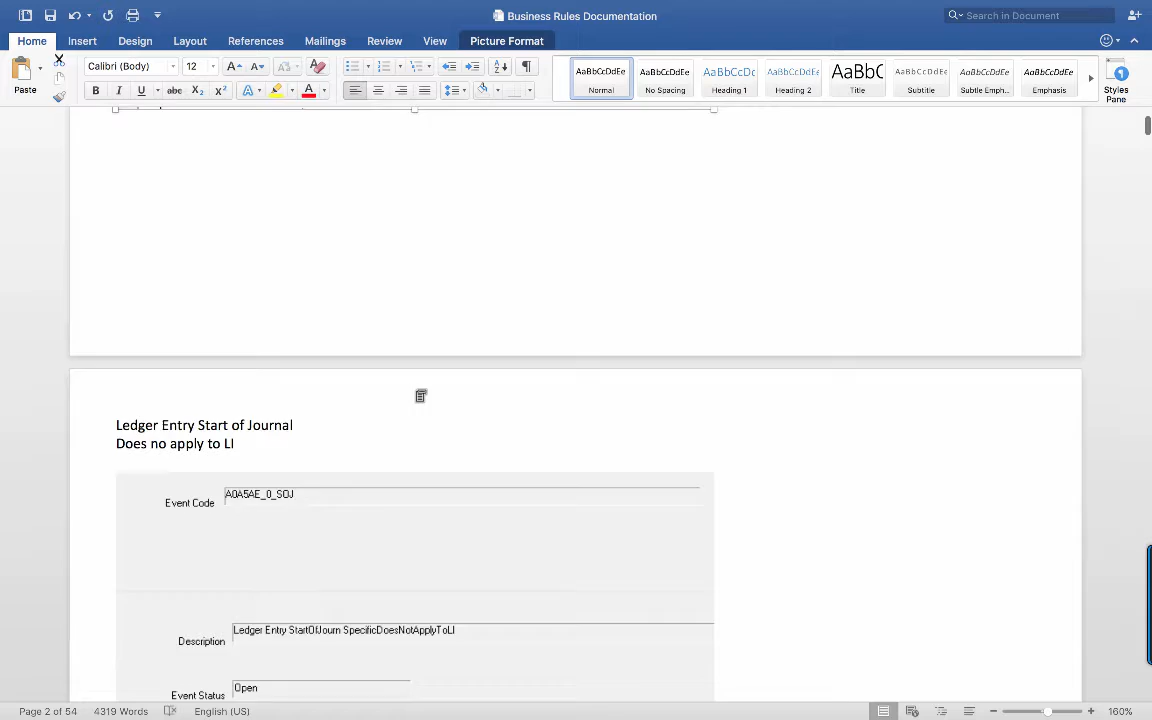 Business Rules Documentation
Search in Document
Home Insert Design Layout References Mailings Review View Picture Format
Paste
Calibri (Body) 12
AaBbCcDdEe AaBbCcDdEe AaBbCcDc AaBbCcDdEe AaBbC AaBbCcDdEe AaBbCcDdEe AaBbCcDdEe
Normal No Spacing Heading 1 Heading 2 Title Subtitle Subtle Emph... Emphasis
Styles
Pane
Ledger Entry Start of Journal
Does no apply to LI
Event Code A0A5AE_0_SOJ
Description Ledger Entry StartOfJourn SpecificDoesNotApplyToLI
Event Status Open
Page 2 of 54 4319 Words English (US) 160%